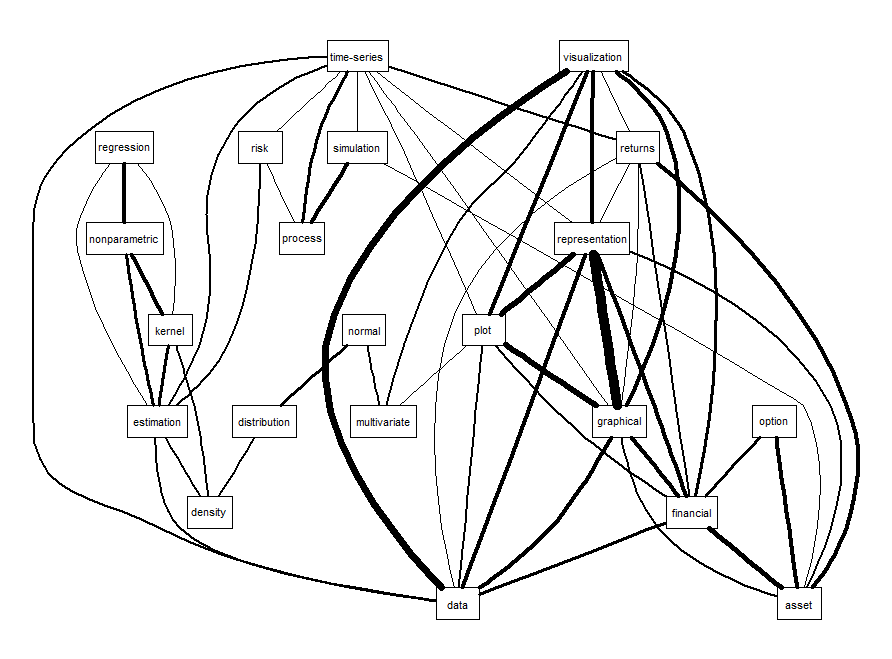 time-series
visualization
regression
risk
simulation
returns
nonparametric
process
representation
kernel
normal
plot
estimation
distribution
multivariate
graphical
option
density
financial
data
asset